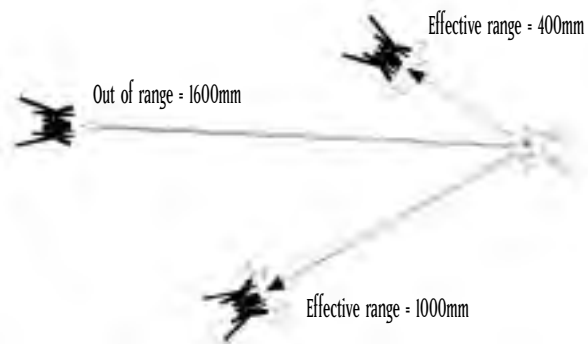 Effective range = 400mm
Out of range = 1600mm
Effective range = 1000mm